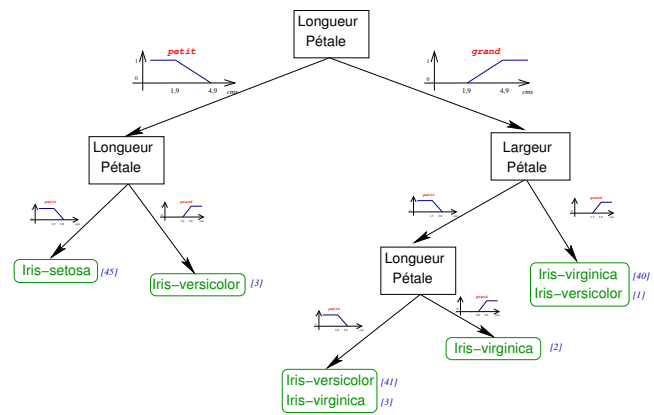 Longueur
Pétale
petit
1
0
1,9
4,9
cms
grand
1
0
1,9
4,9
cms
Longueur
Pétale
Largeur
Pétale
petit
grand
petit
grand
Iris-setosa [45]
Iris-versicolor [3]
Longueur
Pétale
Iris-virginica [40]
Iris-versicolor [1]
petit
grand
Iris-virginica [2]
Iris-versicolor [41]
Iris-virginica [3]